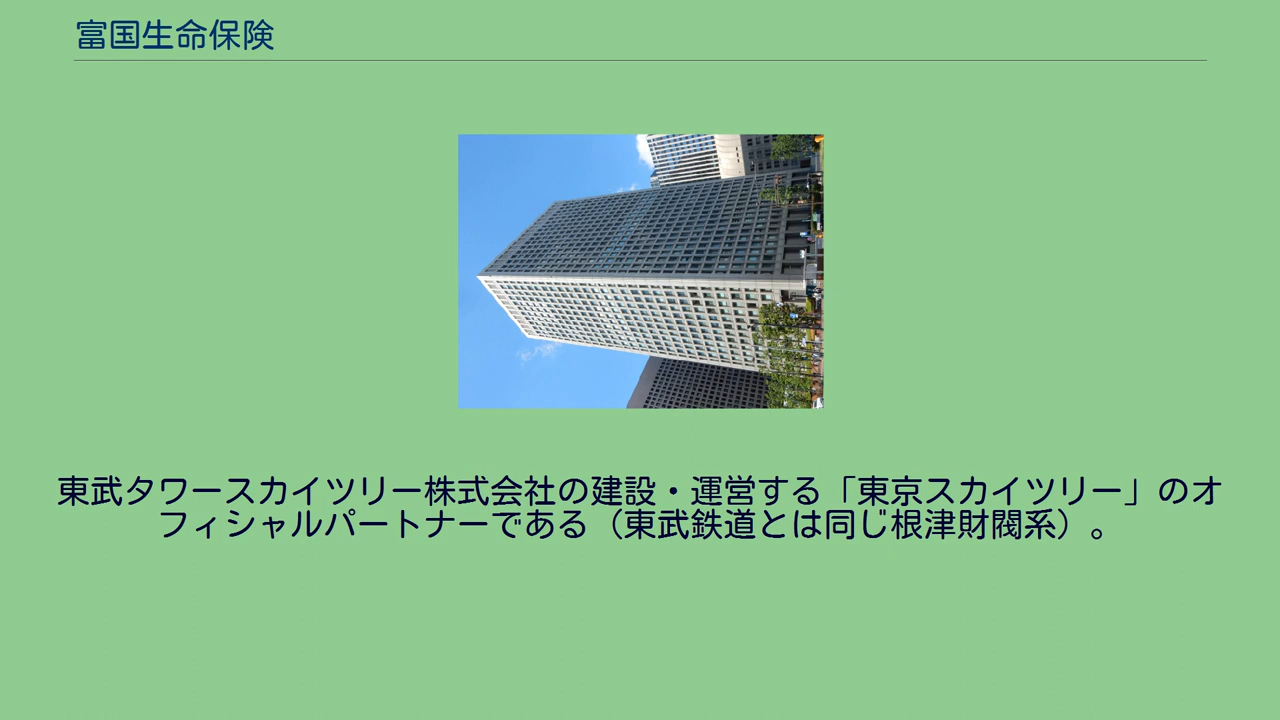 富国生命保険
東武タワースカイツリー株式会社の建設・運営する「東京スカイツリー」のオ
フィシャルパートナーである（東武鉄道とは同じ根津財閥系）。